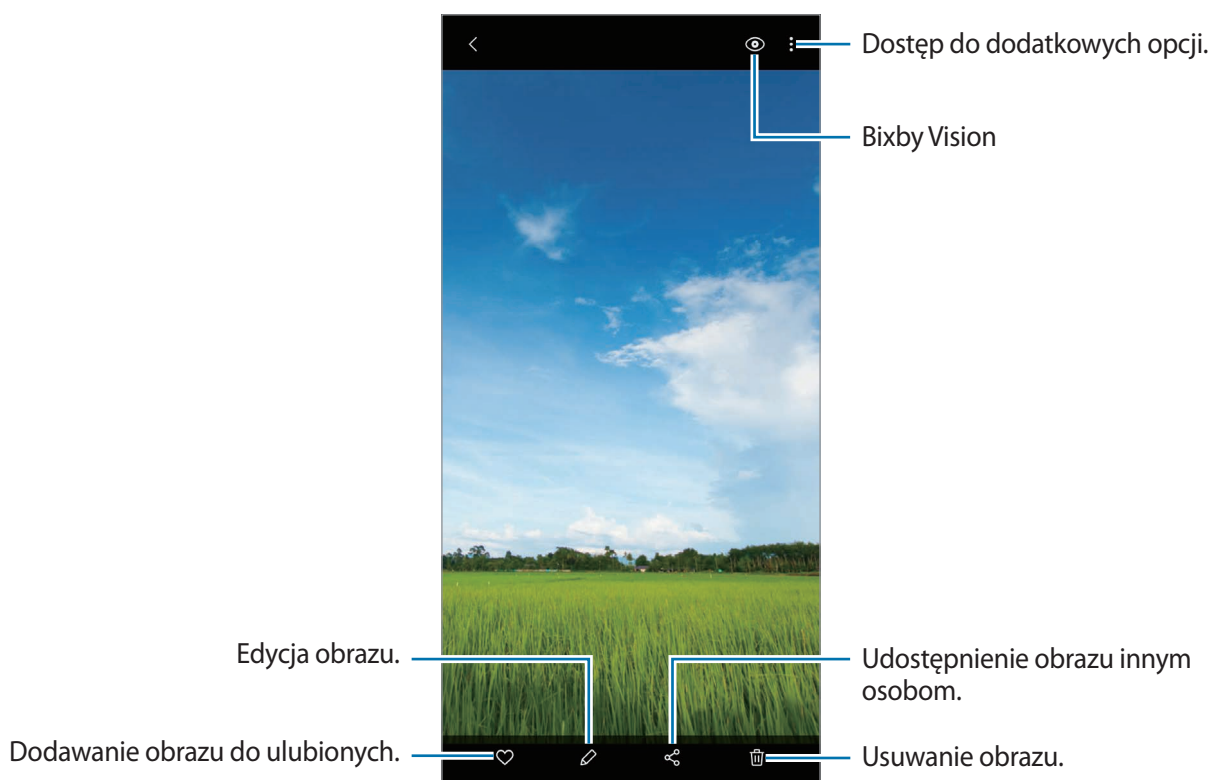 Dostęp do dodatkowych opcji.
Bixby Vision
Edycja obrazu.
Udostępnienie obrazu innym
osobom.
Dodawanie obrazu do ulubionych.
Usuwanie obrazu.